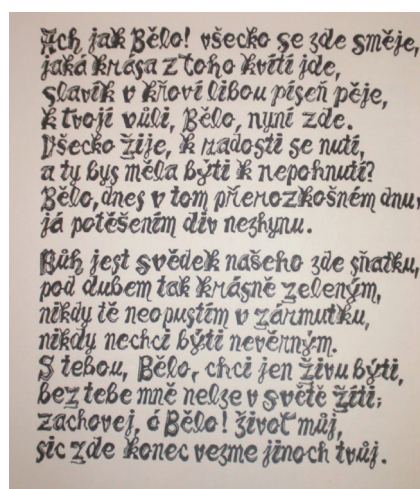 Ach jak Bělo! všecko se zde směje,
jaká krása z toho kvítí jde,
slavík v křoví libou píseň pěje,
k tvojí vůli, Bělo, nyní zde.
Všecko žije, k radosti se nutí,
a ty bys měla býti k nepohnutí?
Bělo, dnes v tom přerozkošném dnu,
já potěšením div nezhynu.
Bůh jest svědek našeho zde sňatku,
pod dubem tak krásně zeleným,
nikdy tě neopustím v zármutku,
nikdy nechci býti nevěrným.
S tebou, Bělo, chci jen živu býti,
bez tebe mně nelze v světě žíti;
zachovej, ó Bělo! život můj,
sic zde konec vezme jinoch tvůj.